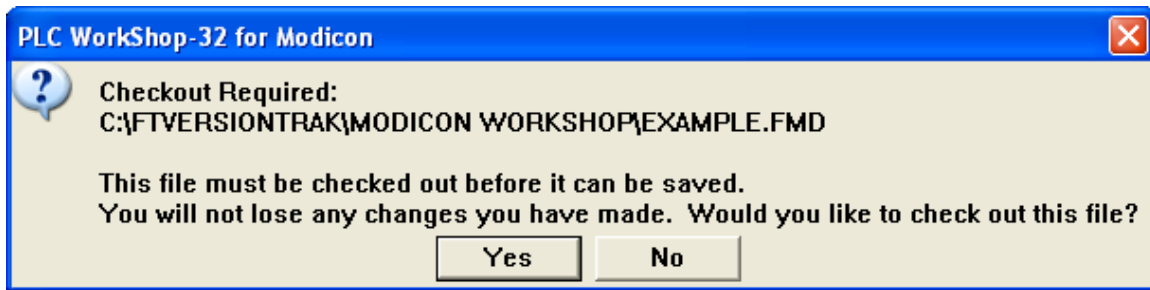 PLC WorkShop-32 for Modicon
Checkout Required:
C:\FTVERSIONTRAK\MODICON WORKSHOP\EXAMPLE.FMD
This file must be checked out before it can be saved.
You will not lose any changes you have made.  Would you like to check out this file?
Yes No